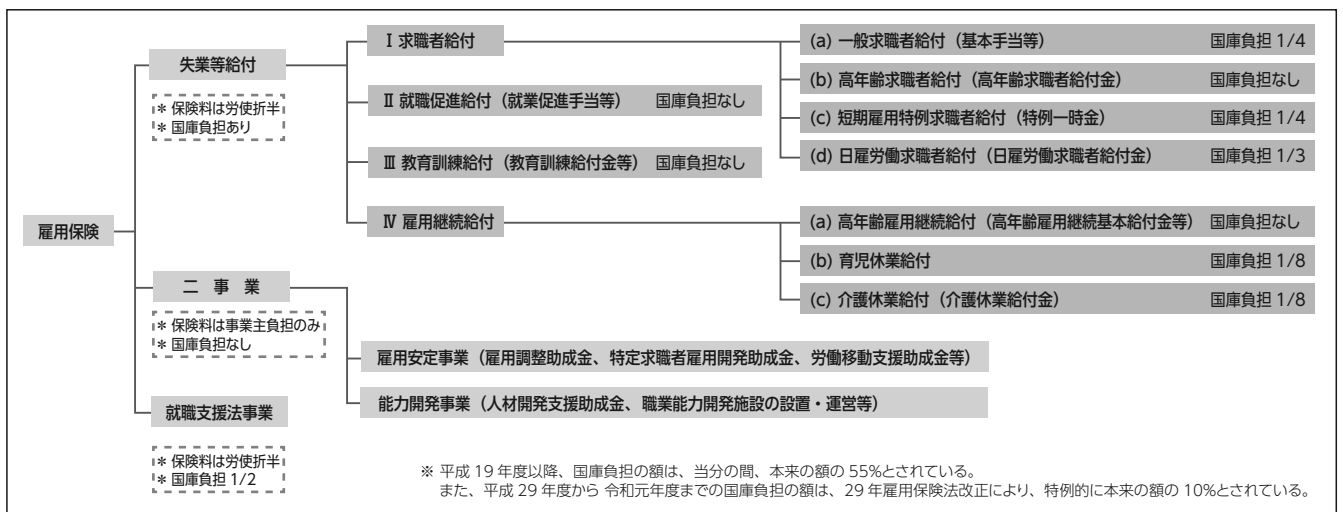 雇用保険
失業等給付
＊ 保険料は労使折半
＊ 国庫負担あり
Ⅰ 求職者給付
(a) 一般求職者給付（基本手当等） 国庫負担 1/4
(b) 高年齢求職者給付（高年齢求職者給付金） 国庫負担なし
(c) 短期雇用特例求職者給付（特例一時金） 国庫負担 1/4
(d) 日雇労働求職者給付（日雇労働求職者給付金） 国庫負担 1/3
Ⅱ 就職促進給付（就業促進手当等） 国庫負担なし
Ⅲ 教育訓練給付（教育訓練給付金等） 国庫負担なし
Ⅳ 雇用継続給付
(a) 高年齢雇用継続給付（高年齢雇用継続基本給付金等） 国庫負担なし
(b) 育児休業給付 国庫負担 1/8
(c) 介護休業給付（介護休業給付金） 国庫負担 1/8
二 事 業
＊ 保険料は事業主負担のみ
＊ 国庫負担なし
雇用安定事業（雇用調整助成金、特定求職者雇用開発助成金、労働移動支援助成金等）
能力開発事業（人材開発支援助成金、職業能力開発施設の設置・運営等）
就職支援法事業
＊ 保険料は労使折半
＊ 国庫負担 1/2
※ 平成 19 年度以降、国庫負担の額は、当分の間、本来の額の 55%とされている。
また、平成 29 年度から 令和元年度までの国庫負担の額は、29 年雇用保険法改正により、特例的に本来の額の 10%とされている。